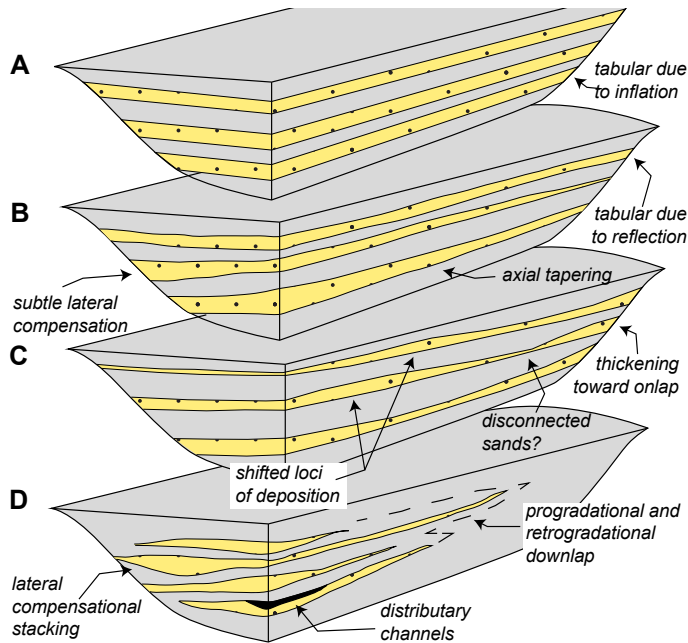 A
tabular due
to inflation
B
tabular due
to reflection
axial tapering
subtle lateral
compensation
C
thickening
toward onlap
disconnected
sands?
shifted loci
of deposition
D
progradational and
retrogradational
downlap
lateral
compensational
stacking
distributary
channels